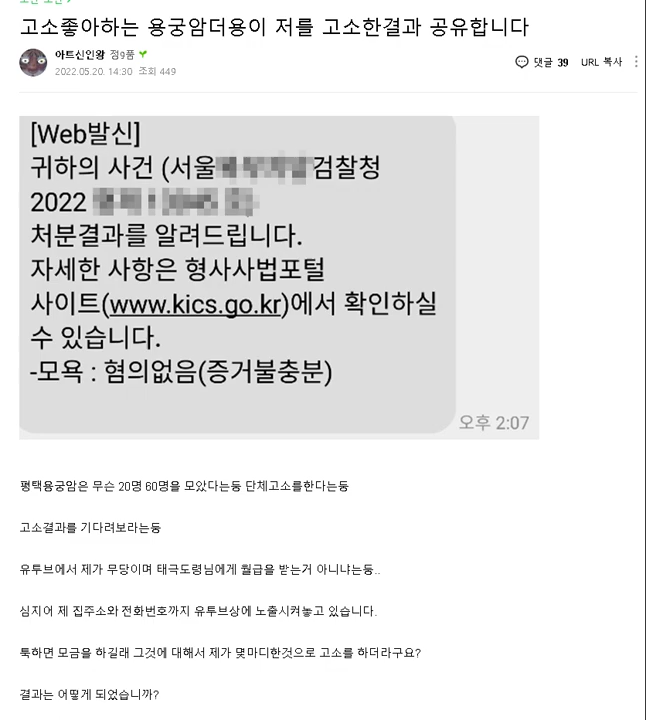 고소좋아하는 용궁암더용이 저를 고소한결과 공유합니다
아트신인왕 정9품
2022.05.20. 14:30 조회 449
댓글 39 URL 복사
[Web발신]
귀하의 사건 (서울 검찰청
2022
처분결과를 알려드립니다.
자세한 사항은 형사사법포털
사이트(www.kics.go.kr)에서 확인하실
수 있습니다.
-모욕 : 혐의없음(증거불충분)
오후 2:07
평택용궁암은 무슨 20명 60명을 모았다는둥 단체고소를한다는둥
고소결과를 기다려보라는둥
유투브에서 제가 무당이며 태극도령님에게 월급을 받는거 아니냐는둥..
심지어 제 집주소와 전화번호까지 유투브상에 노출시켜놓고 있습니다.
툭하면 모금을 하길래 그것에 대해서 제가 몇마디한것으로 고소를 하더라구요?
결과는 어떻게 되었습니까?